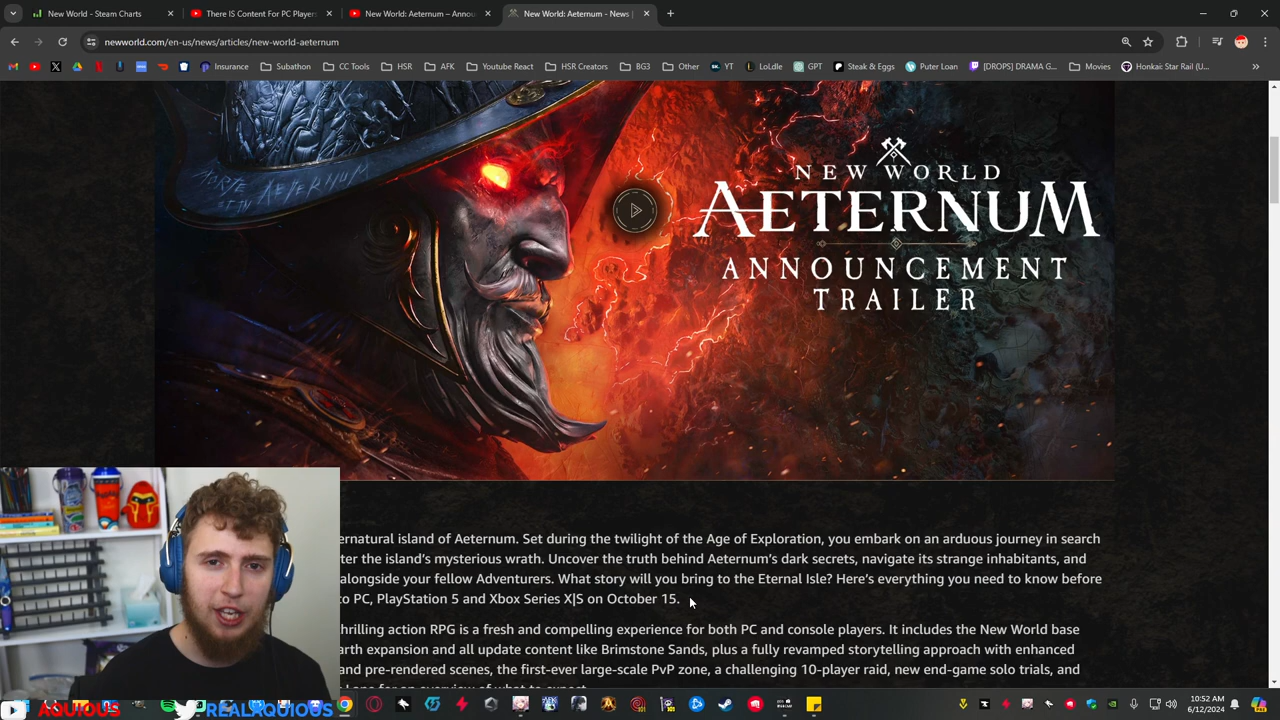 New World - Steam Charts
There IS Content For PC Players
New World: Aeternum – Annou
New World: Aeternum - News |
newworld.com/en-us/news/articles/new-world-aeternum
Insurance
Subathon
CC Tools
HSR
AFK
Youtube React
HSR Creators
BG3
Other
YT
LoLdle
GPT
Steak & Eggs
Puter Loan
[DROPS] DRAMA G...
Movies
Honkai: Star Rail (U...
MORTE AETERNUM
NEW WORLD
AETERNUM
ANNOUNCEMENT
TRAILER
ernatural island of Aeternum. Set during the twilight of the Age of Exploration, you embark on an arduous journey in search
ter the island's mysterious wrath. Uncover the truth behind Aeternum's dark secrets, navigate its strange inhabitants, and
alongside your fellow Adventurers. What story will you bring to the Eternal Isle? Here's everything you need to know before
to PC, PlayStation 5 and Xbox Series X|S on October 15.
thrilling action RPG is a fresh and compelling experience for both PC and console players. It includes the New World base
arth expansion and all update content like Brimstone Sands, plus a fully revamped storytelling approach with enhanced
and pre-rendered scenes, the first-ever large-scale PvP zone, a challenging 10-player raid, new end-game solo trials, and
AQUIOUS
REALAQUIOUS
10:52 AM
6/12/2024